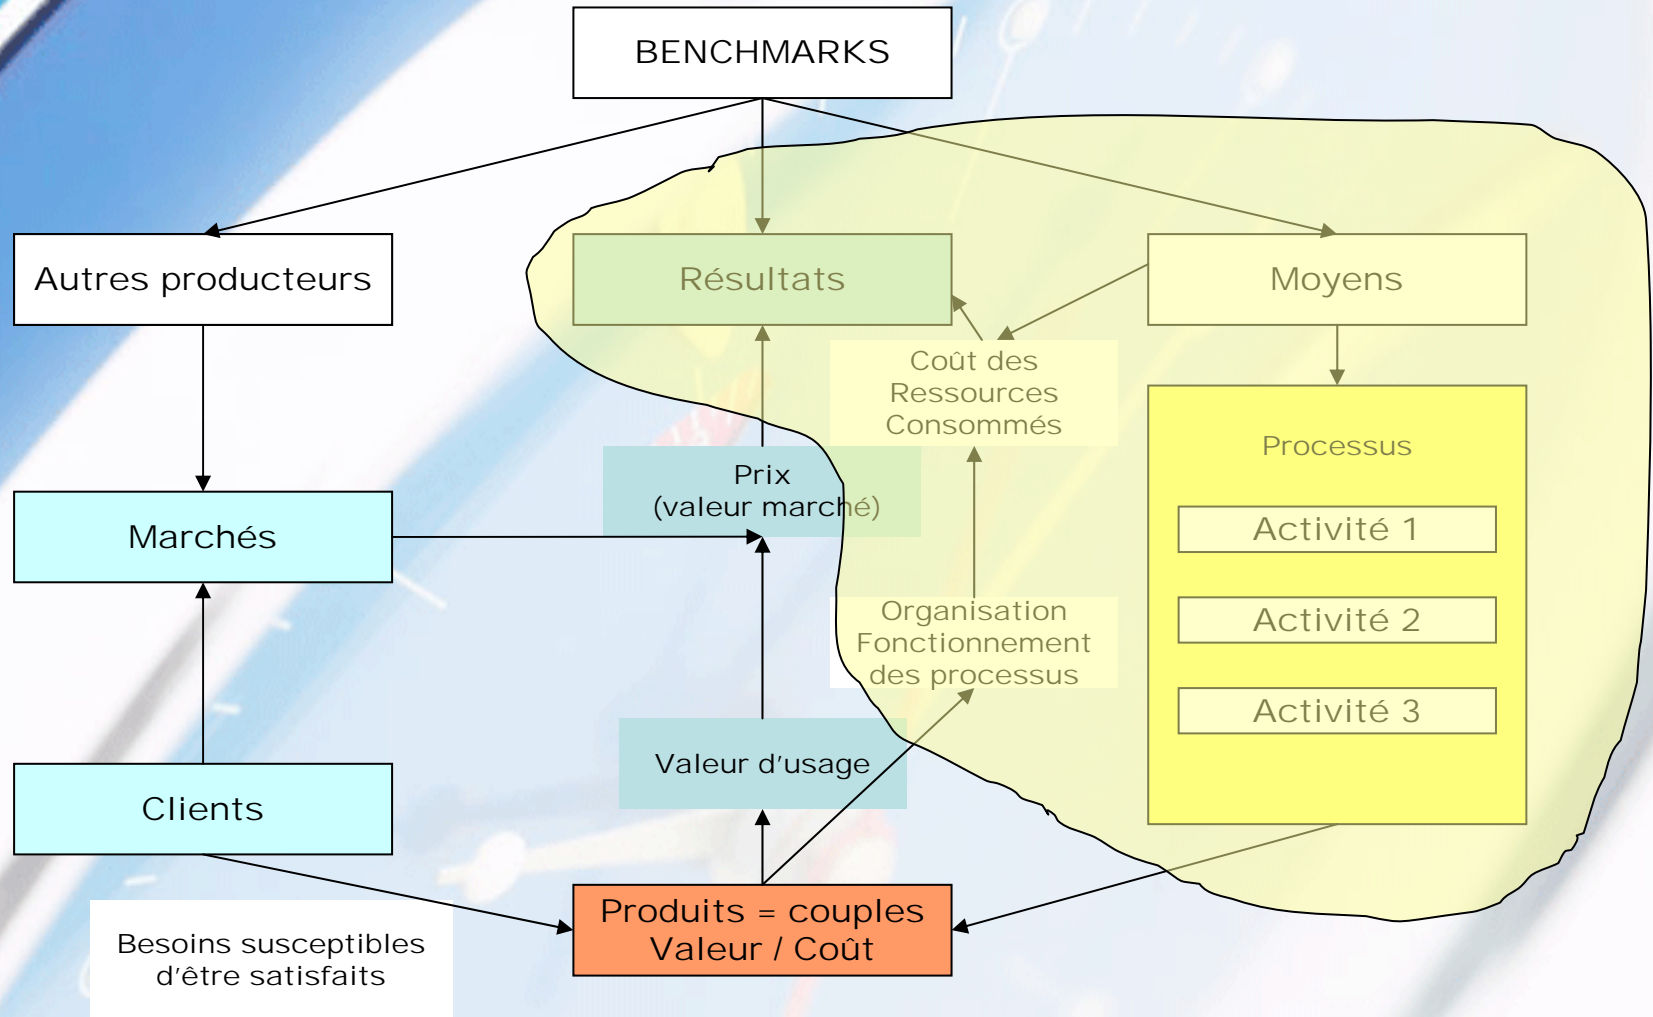 BENCHMARKS
Autres producteurs
Résultats
Moyens
Coût des
Ressources
Consommés
Processus
Prix
(valeur marché)
Marchés
Activité 1
Organisation
Fonctionnement
des processus
Activité 2
Activité 3
Valeur d'usage
Clients
Produits = couples
Valeur / Coût
Besoins susceptibles
d'être satisfaits